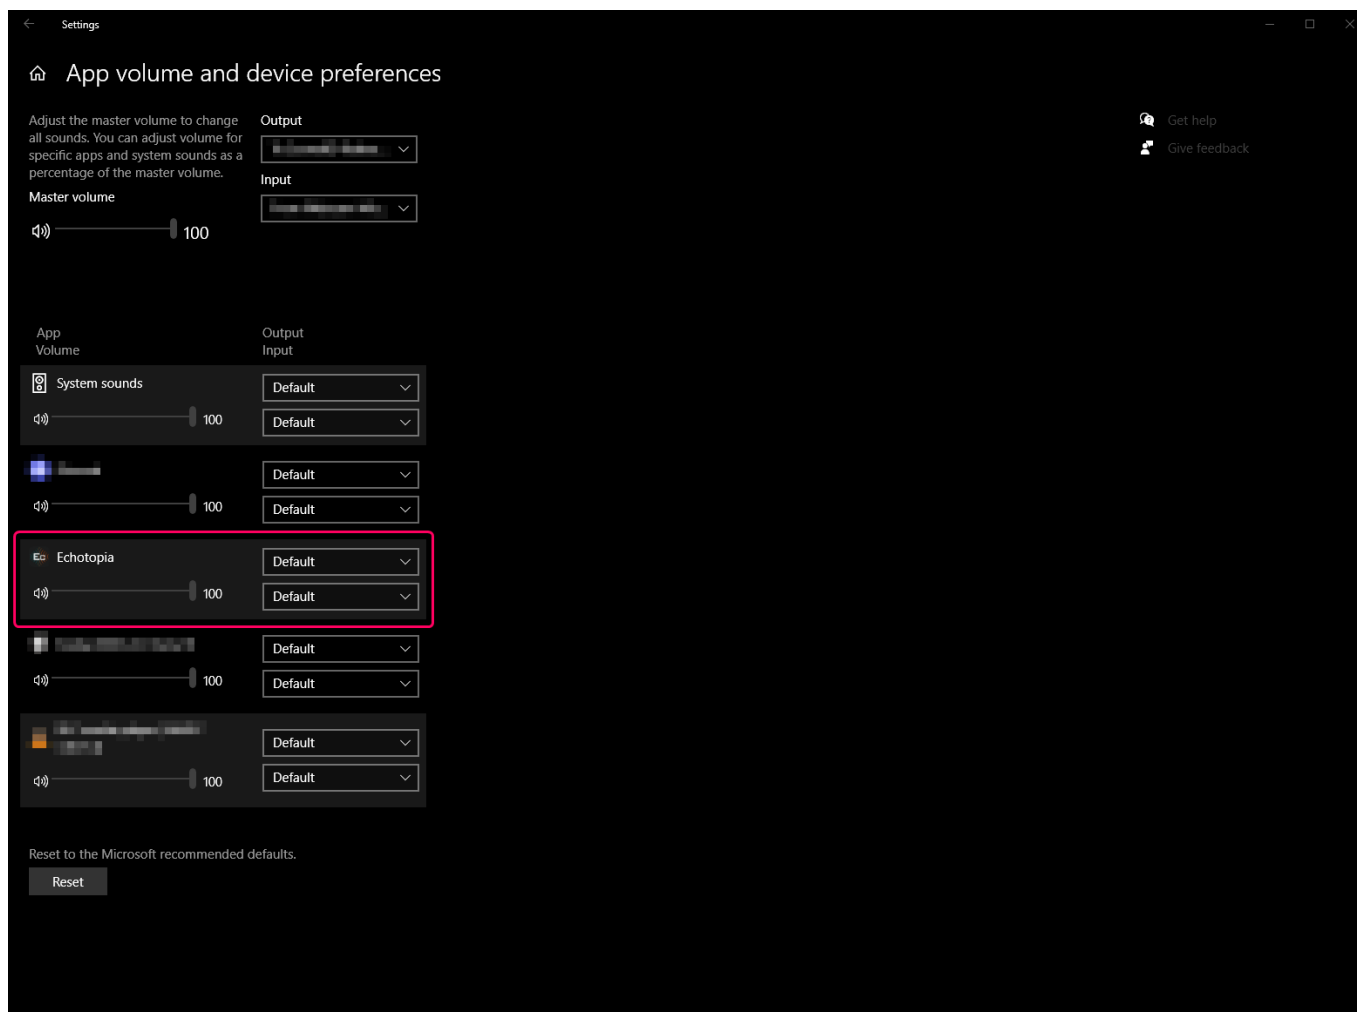 Settings
App volume and device preferences
Adjust the master volume to change
all sounds. You can adjust volume for
specific apps and system sounds as a
percentage of the master volume.
Master volume
100
Output
Input
Get help
Give feedback
App
Volume
Output
Input
System sounds
Default
100
Default
Default
100
Default
Ec Echotopia
Default
100
Default
Default
100
Default
Default
100
Default
Reset to the Microsoft recommended defaults.
Reset